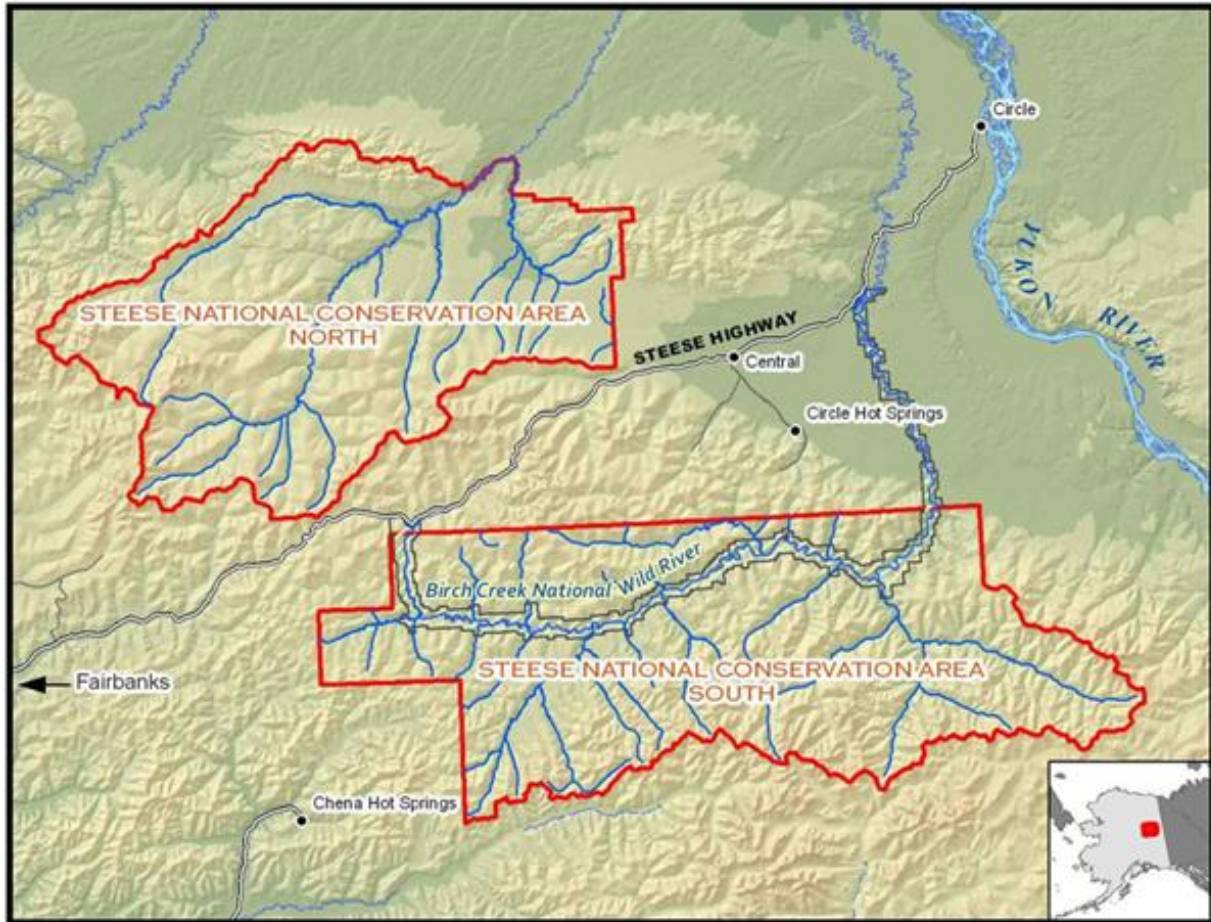 Circle
YUKON RIVER
STEESE NATIONAL CONSERVATION AREA
NORTH
STEESE HIGHWAY
Central
Circle Hot Springs
Birch Creek National Wild River
STEESE NATIONAL CONSERVATION AREA
SOUTH
Fairbanks
Chena Hot Springs